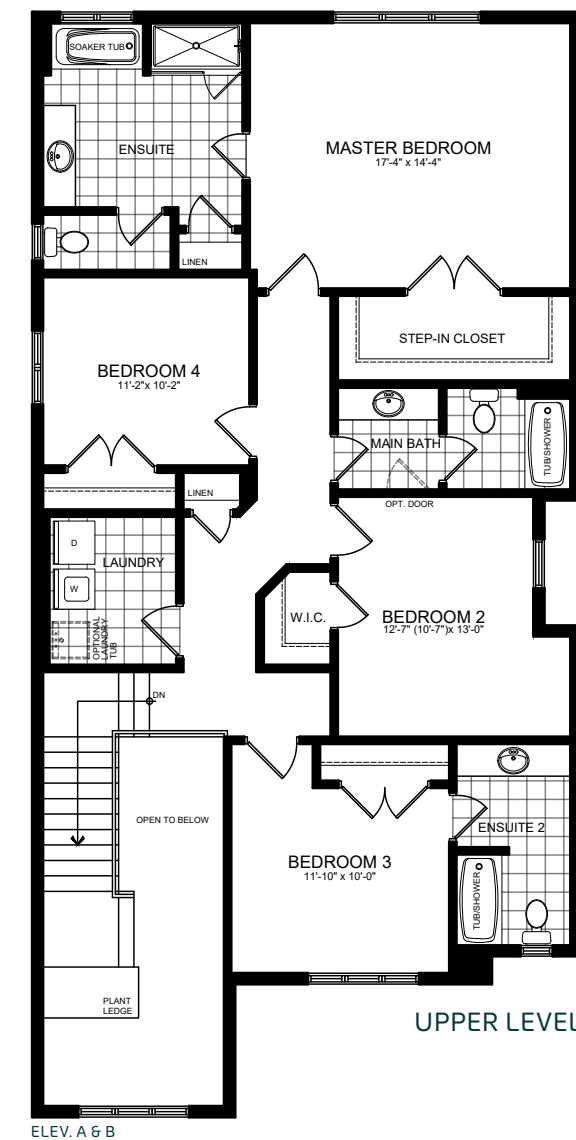 SOAKER TUB
ENSUITE
MASTER BEDROOM
17'-4" x 14'-4"
LINEN
STEP-IN CLOSET
BEDROOM 4
11'-2"x 10'-2"
MAIN BATH
TUB/SHOWER
LINEN
OPT. DOOR
D
LAUNDRY
W
OPTIONAL
LAUNDRY
TUB
W.I.C.
BEDROOM 2
12'-7" (10'-7")x 13'-0"
DN
OPEN TO BELOW
ENSUITE 2
BEDROOM 3
11'-10" x 10'-0"
TUB/SHOWER
PLANT
LEDGE
UPPER LEVEL
ELEV. A & B